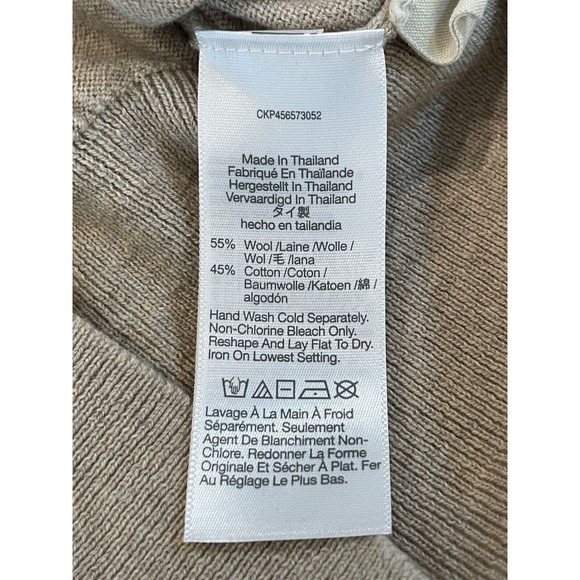 CKP456573052
Made In Thailand
Fabriqué En Thaïlande
Hergestellt In Thailand
Vervaardigd In Thailand
タイ製
hecho en tailandia
55% Wool /Laine /Wolle /
Wol /毛 /lana
45% Cotton /Coton /
Baumwolle /Katoen /綿 /
algodón
Hand Wash Cold Separately.
Non-Chlorine Bleach Only.
Reshape And Lay Flat To Dry.
Iron On Lowest Setting.
Lavage À La Main À Froid
Séparément. Seulement
Agent De Blanchiment Non-
Chlore. Redonner La Forme
Originale Et Sécher À Plat. Fer
Au Réglage Le Plus Bas.